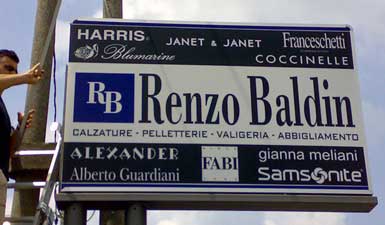 HARRIS JANET & JANET Franceschetti
Blumarine COCCINELLE
RB Renzo Baldin
CALZATURE - PELLETTERIE - VALIGERIA - ABBIGLIAMENTO
ALEXANDER FABI gianna meliani
Alberto Guardiani Samsonite